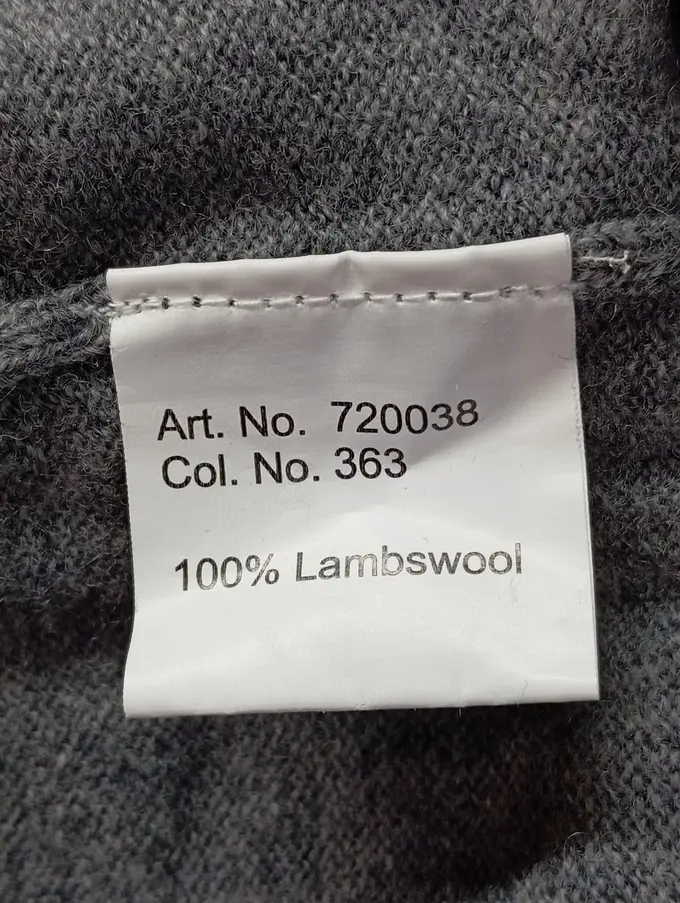 Art. No. 720038
Col. No. 363
100% Lambswool